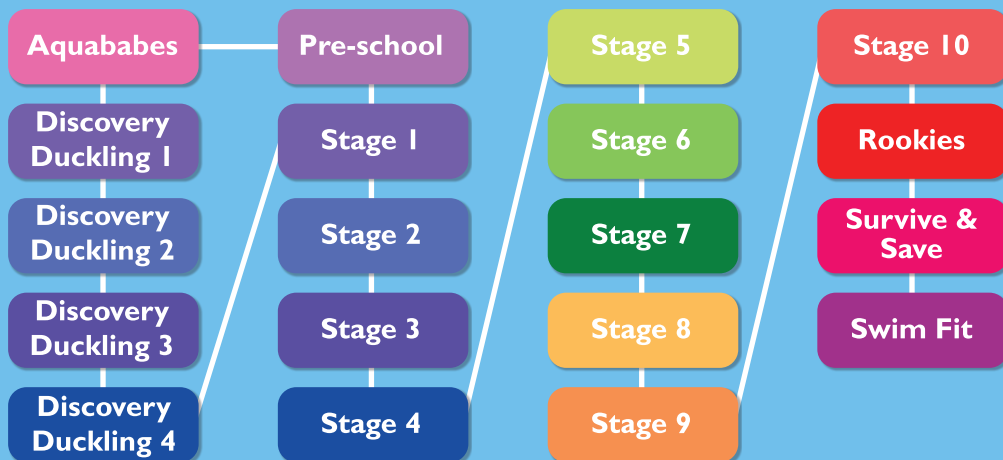 Aquababes
Discovery
Duckling 1
Discovery
Duckling 2
Discovery
Duckling 3
Discovery
Duckling 4
Pre-school
Stage 1
Stage 2
Stage 3
Stage 4
Stage 5
Stage 6
Stage 7
Stage 8
Stage 9
Stage 10
Rookies
Survive &
Save
Swim Fit